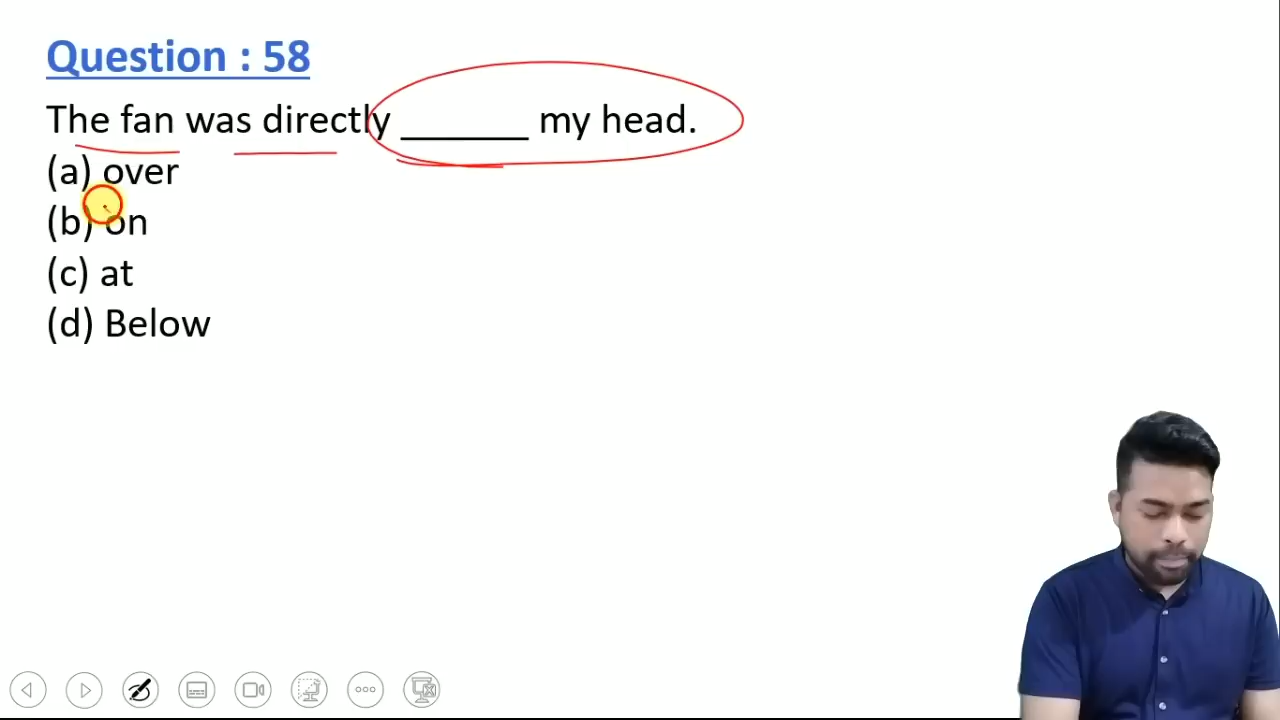 Question : 58
The fan was directly _______ my head.
(a) over
(b) on
(c) at
(d) Below